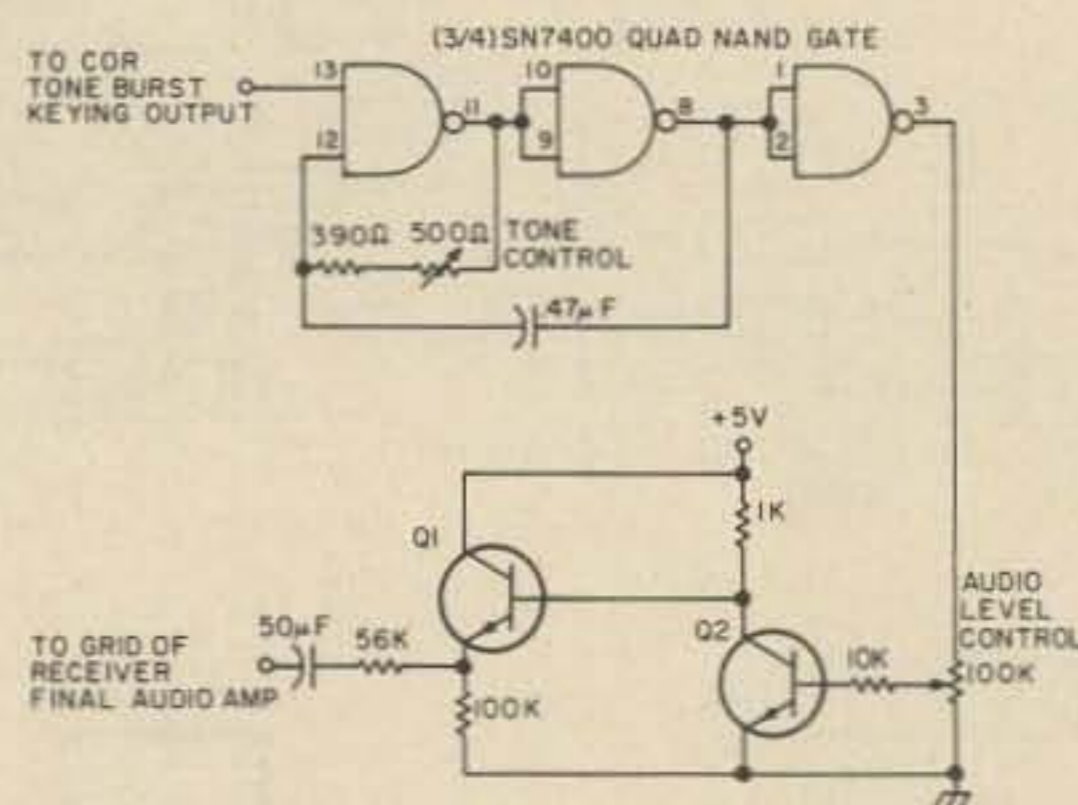 (3/4)SN7400 QUAD NAND GATE
TO COR
TONE BURST
KEYING OUTPUT
13
12
11
10
9
8
1
2
3
390Ω
500Ω
TONE
CONTROL
.47μF
+5V
1K
Q1
Q2
AUDIO
LEVEL
CONTROL
100K
10K
TO GRID OF
RECEIVER
FINAL AUDIO AMP
50μF
56K
100K